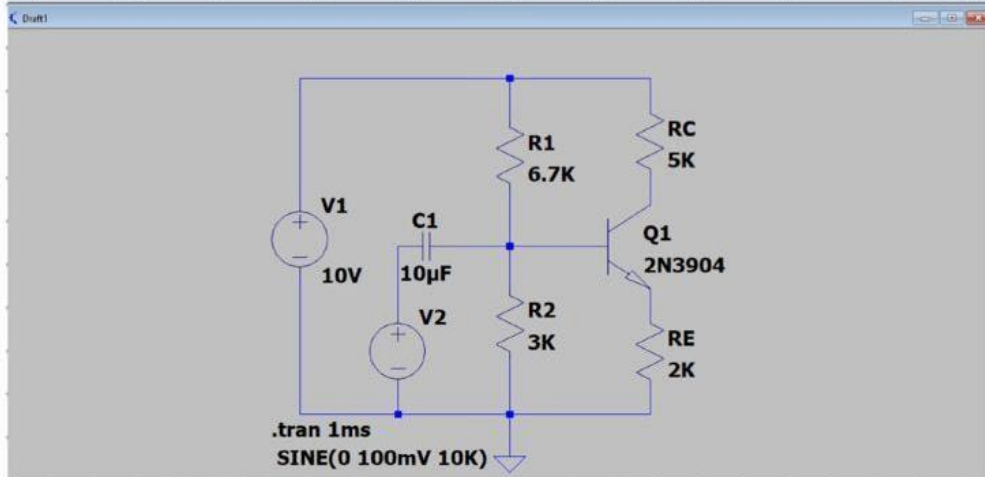 Draft1
R1
6.7K
RC
5K
V1
10V
C1
10µF
Q1
2N3904
V2
R2
3K
RE
2K
.tran 1ms
SINE(0 100mV 10K)